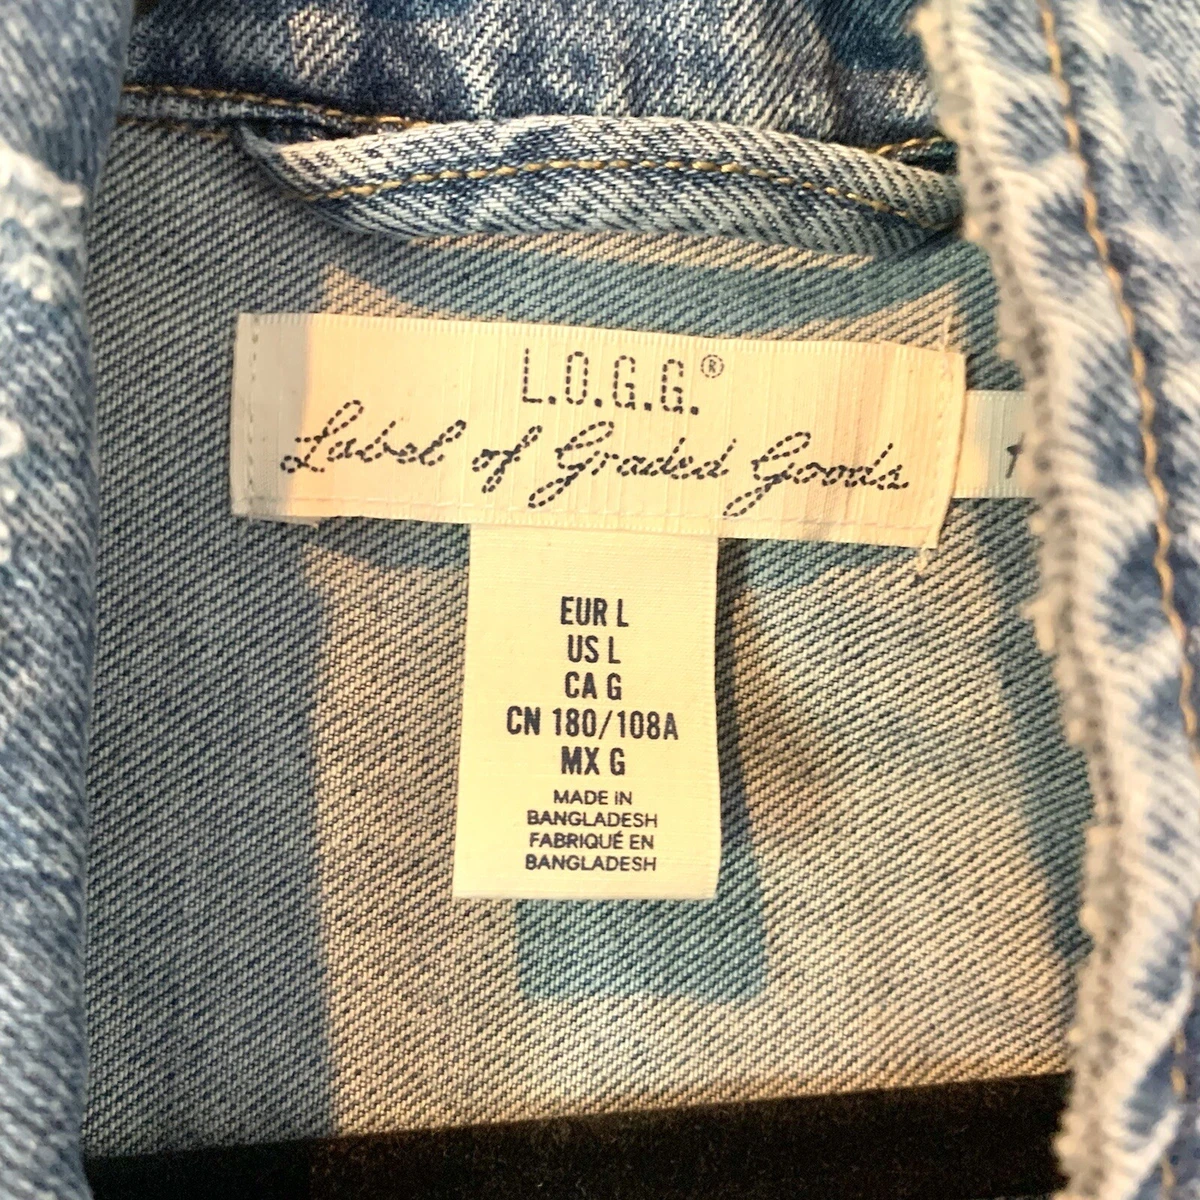 L.O.G.G.®
Label of Graded Goods
EUR L
US L
CA G
CN 180/108A
MX G
MADE IN
BANGLADESH
FABRIQUÉ EN
BANGLADESH